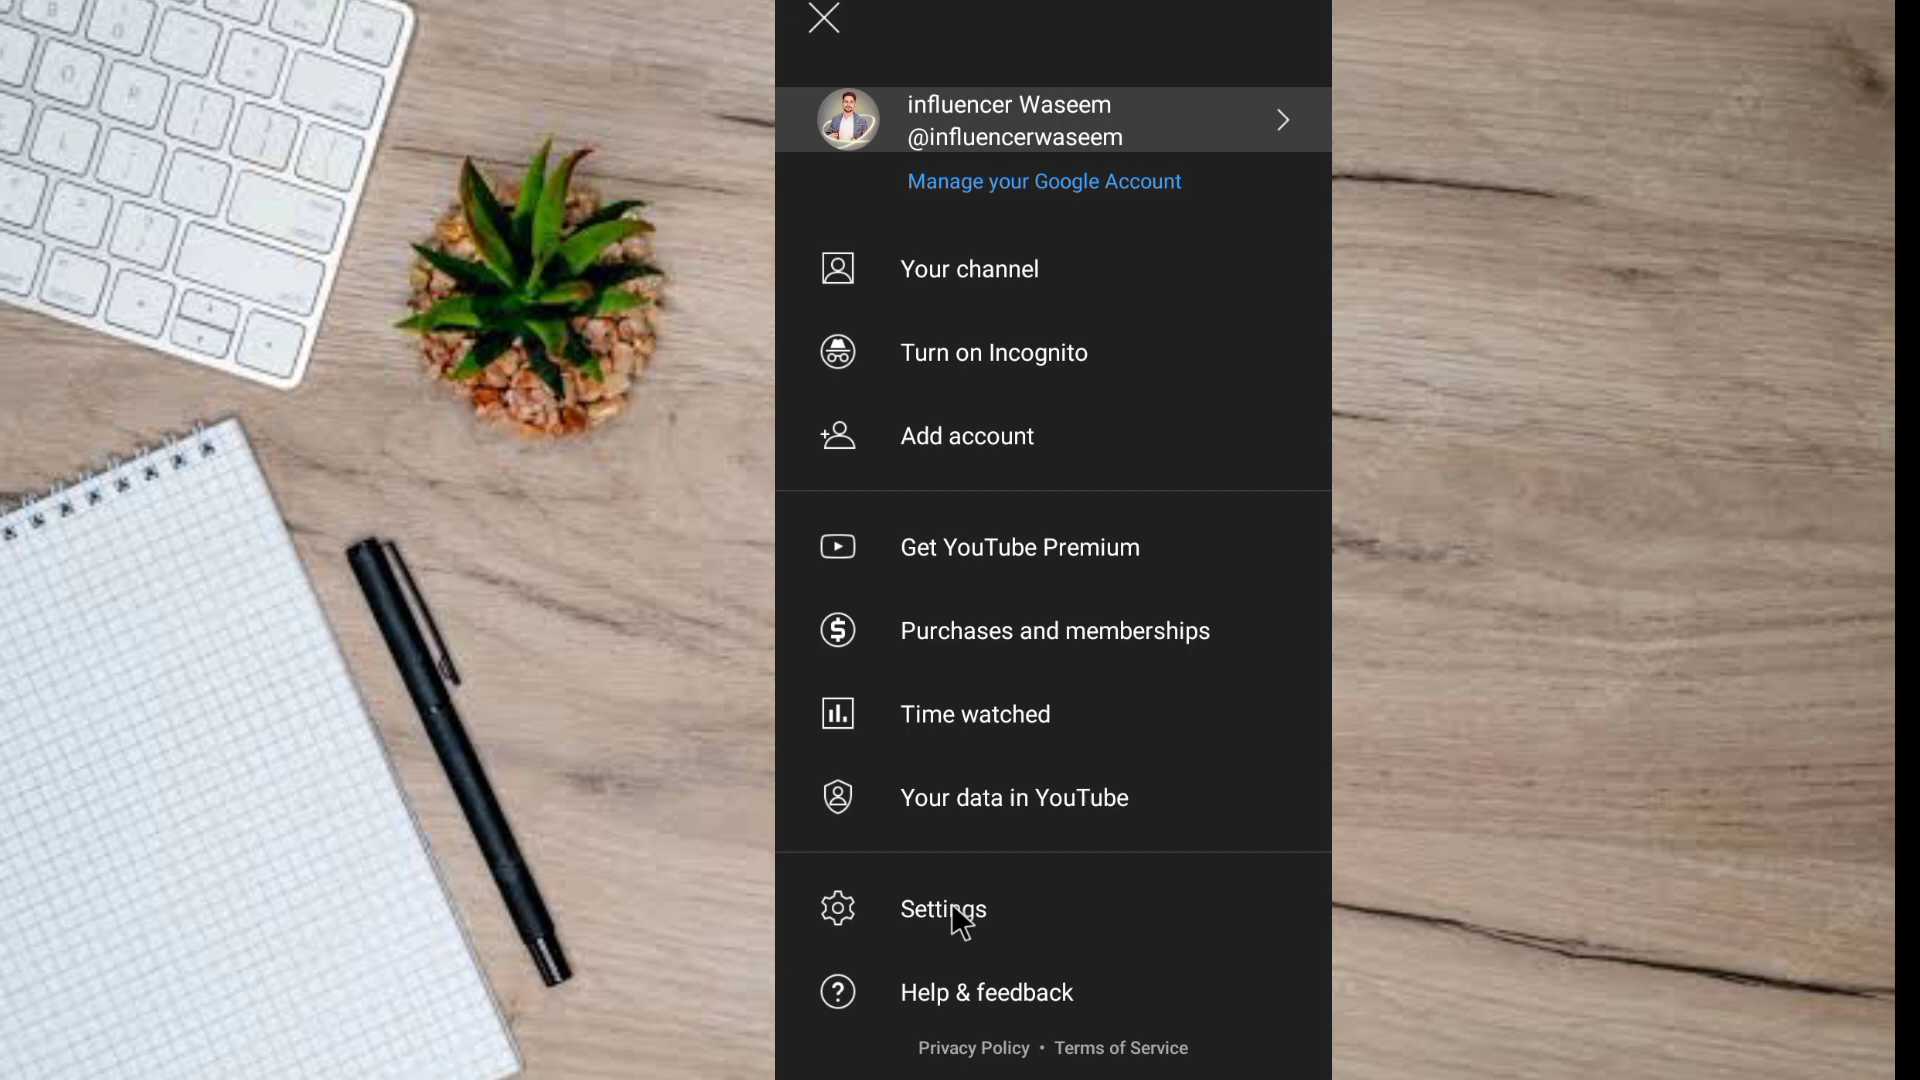 influencer Waseem
@influencerwaseem
Manage your Google Account
Your channel
Turn on Incognito
Add account
Get YouTube Premium
Purchases and memberships
Time watched
Your data in YouTube
Settings
Help & feedback
Privacy Policy • Terms of Service